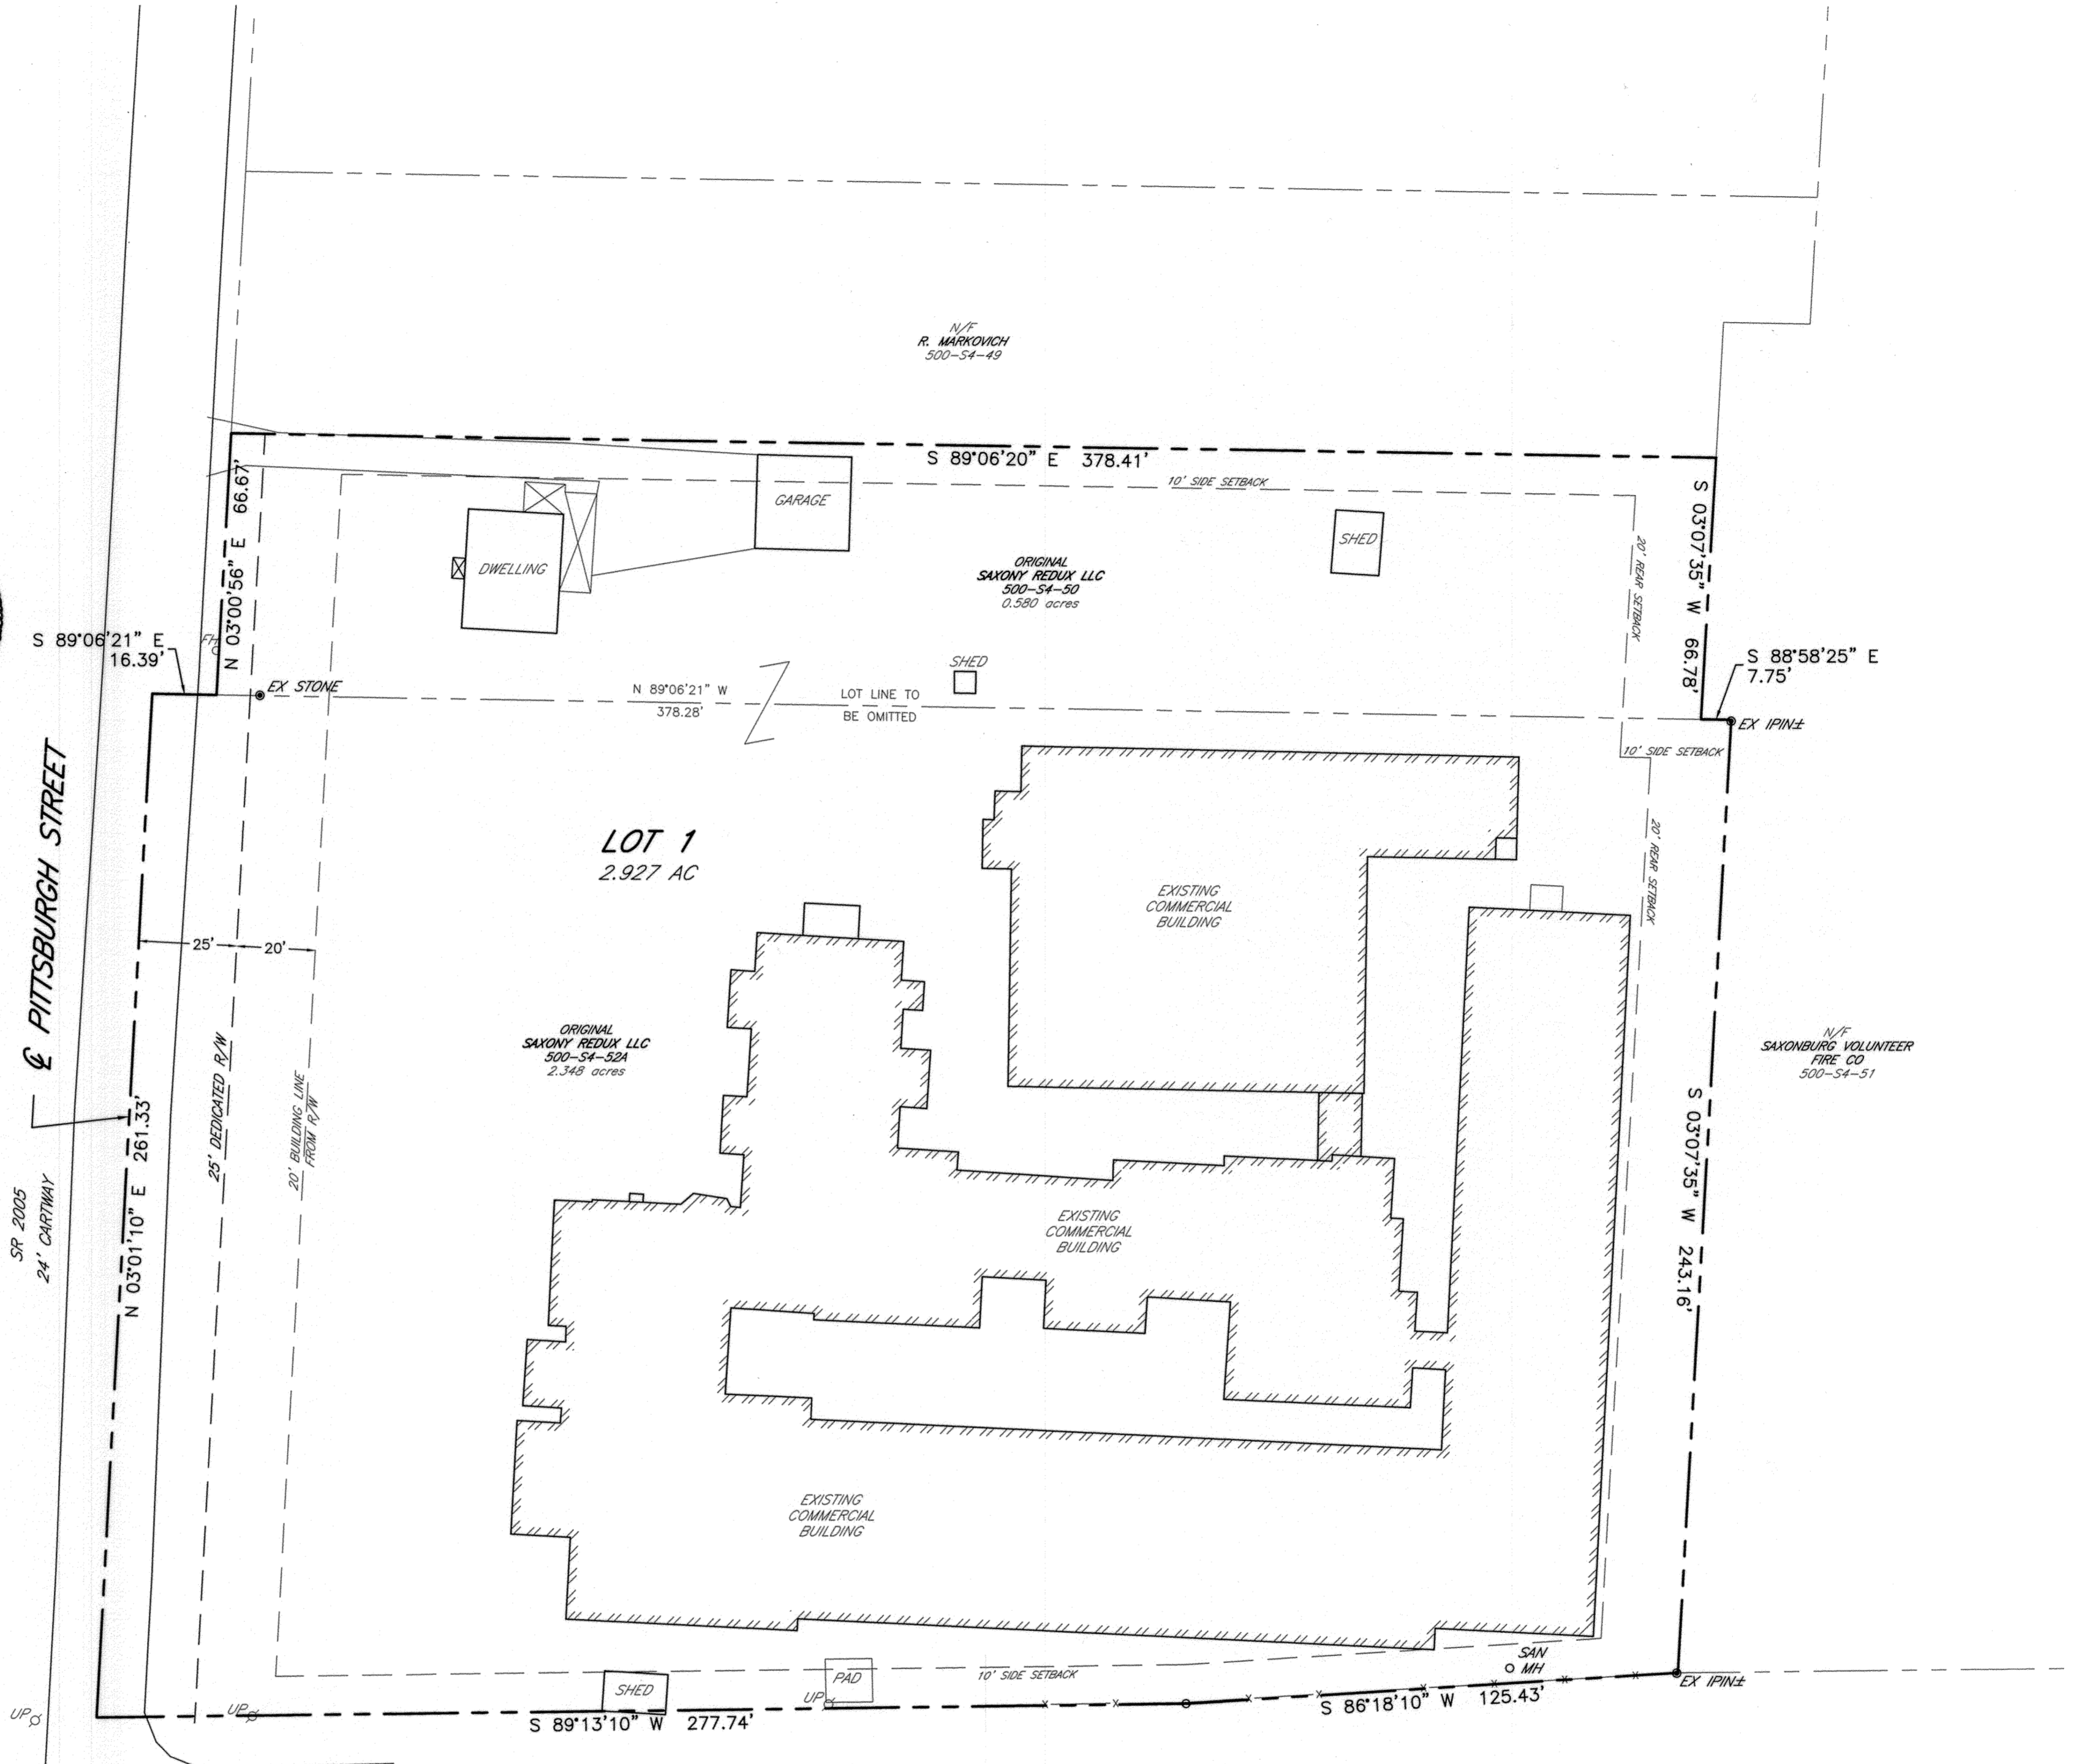 N/F
R. MARKOVICH
500-S4-49
S 89°06'20" E 378.41'
10' SIDE SETBACK
N 03°00'56" E 66.67'
GARAGE
SHED
DWELLING
ORIGINAL
SAXONY REDUX LLC
500-S4-50
0.580 acres
20' REAR SETBACK
S 03°07'35" W 66.78'
S 89°06'21" E
16.39'
FH
EX STONE
SHED
N 89°06'21" W
378.28'
LOT LINE TO
BE OMITTED
S 88°58'25" E
7.75'
EX IPIN±
10' SIDE SETBACK
℄ PITTSBURGH STREET
LOT 1
2.927 AC
20' REAR SETBACK
EXISTING
COMMERCIAL
BUILDING
25'
20'
ORIGINAL
SAXONY REDUX LLC
500-S4-52A
2.348 acres
N/F
SAXONBURG VOLUNTEER
FIRE CO
500-S4-51
25' DEDICATED R/W
20' BUILDING LINE
FROM R/W
N 03°01'10" E 261.33'
S 03°07'35" W 243.16'
SR 2005
24' CARTWAY
EXISTING
COMMERCIAL
BUILDING
EXISTING
COMMERCIAL
BUILDING
SAN
MH
10' SIDE SETBACK
PAD
SHED
UP
UP
UP
EX IPIN±
S 86°18'10" W 125.43'
S 89°13'10" W 277.74'